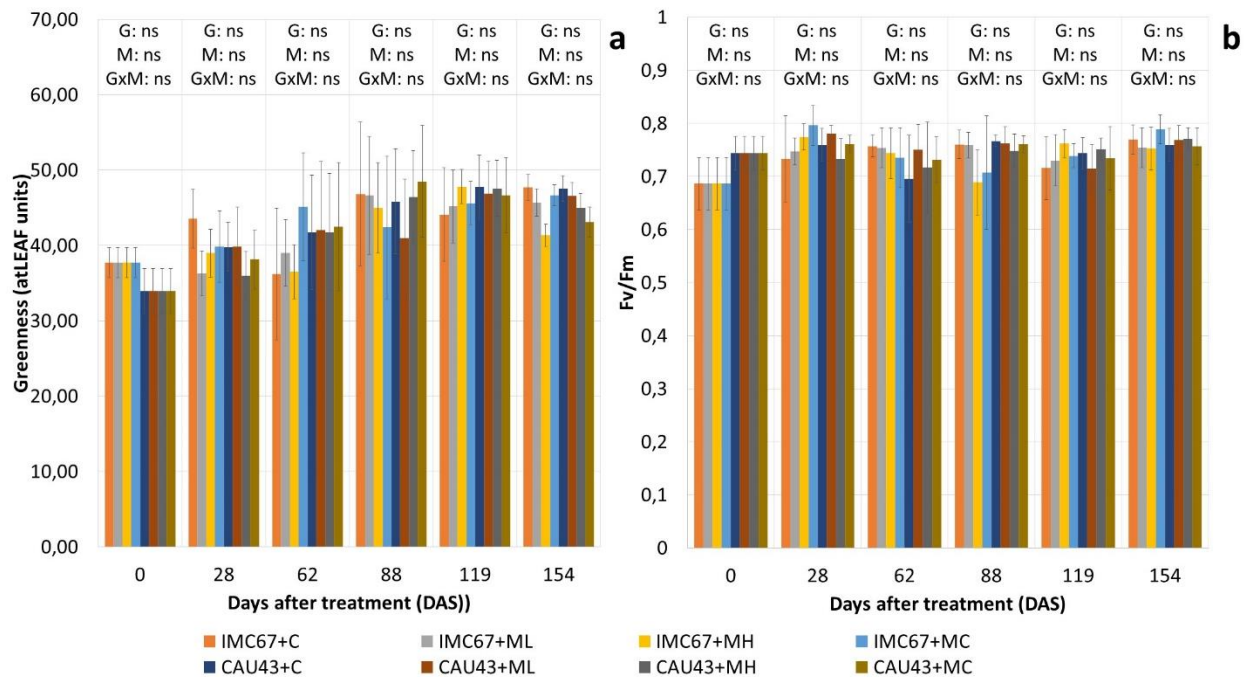 70,00
60,00
50,00
40,00
30,00
20,00
10,00
0,00
Greenness (atLEAF units)
G: ns G: ns G: ns G: ns G: ns G: ns
M: ns M: ns M: ns M: ns M: ns M: ns
GxM: ns GxM: ns GxM: ns GxM: ns GxM: ns GxM: ns
a
0 28 62 88 119 154
Days after treatment (DAS))
1
0,9
0,8
0,7
0,6
0,5
0,4
0,3
0,2
0,1
0
Fv/Fm
G: ns G: ns G: ns G: ns G: ns G: ns
M: ns M: ns M: ns M: ns M: ns M: ns
GxM: ns GxM: ns GxM: ns GxM: ns GxM: ns GxM: ns
b
0 28 62 88 119 154
Days after treatment (DAS)
IMC67+C IMC67+ML IMC67+MH IMC67+MC
CAU43+C CAU43+ML CAU43+MH CAU43+MC